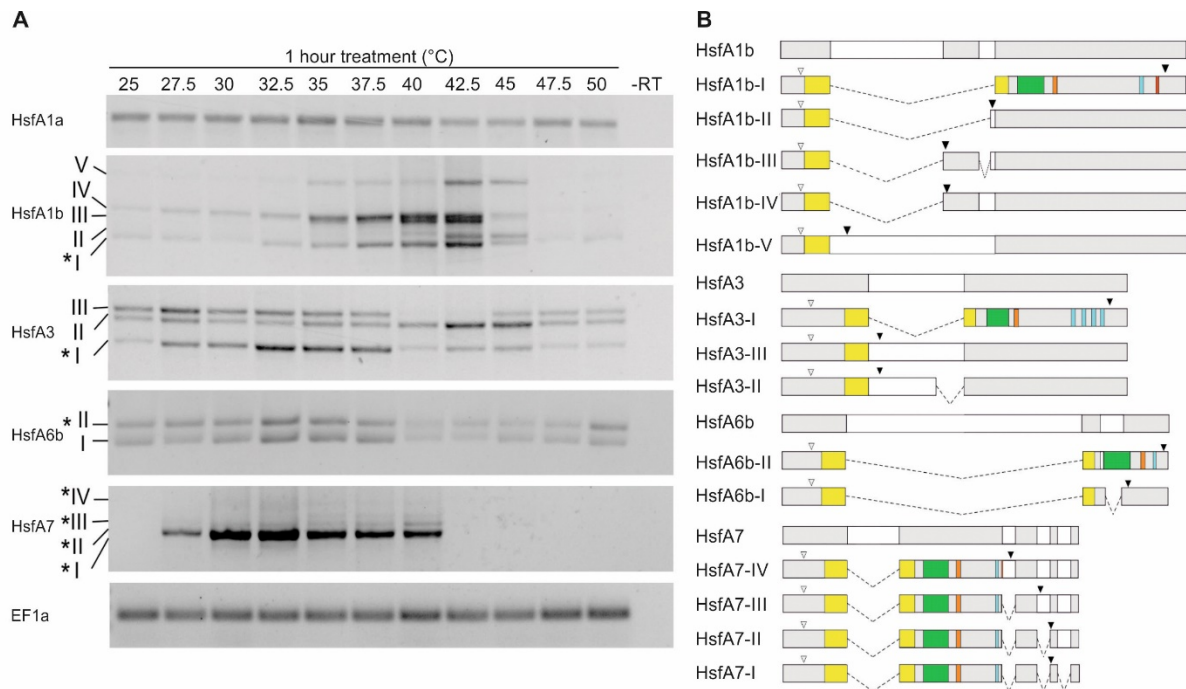 A
1 hour treatment (°C)
25 27.5 30 32.5 35 37.5 40 42.5 45 47.5 50 -RT
HsfA1a
V
IV
HsfA1b III
II
*I
III
HsfA3 II
*I
*II
HsfA6b I
*IV
HsfA7 *III
*II
*I
EF1a
B
HsfA1b
HsfA1b-I
HsfA1b-II
HsfA1b-III
HsfA1b-IV
HsfA1b-V
HsfA3
HsfA3-I
HsfA3-III
HsfA3-II
HsfA6b
HsfA6b-II
HsfA6b-I
HsfA7
HsfA7-IV
HsfA7-III
HsfA7-II
HsfA7-I